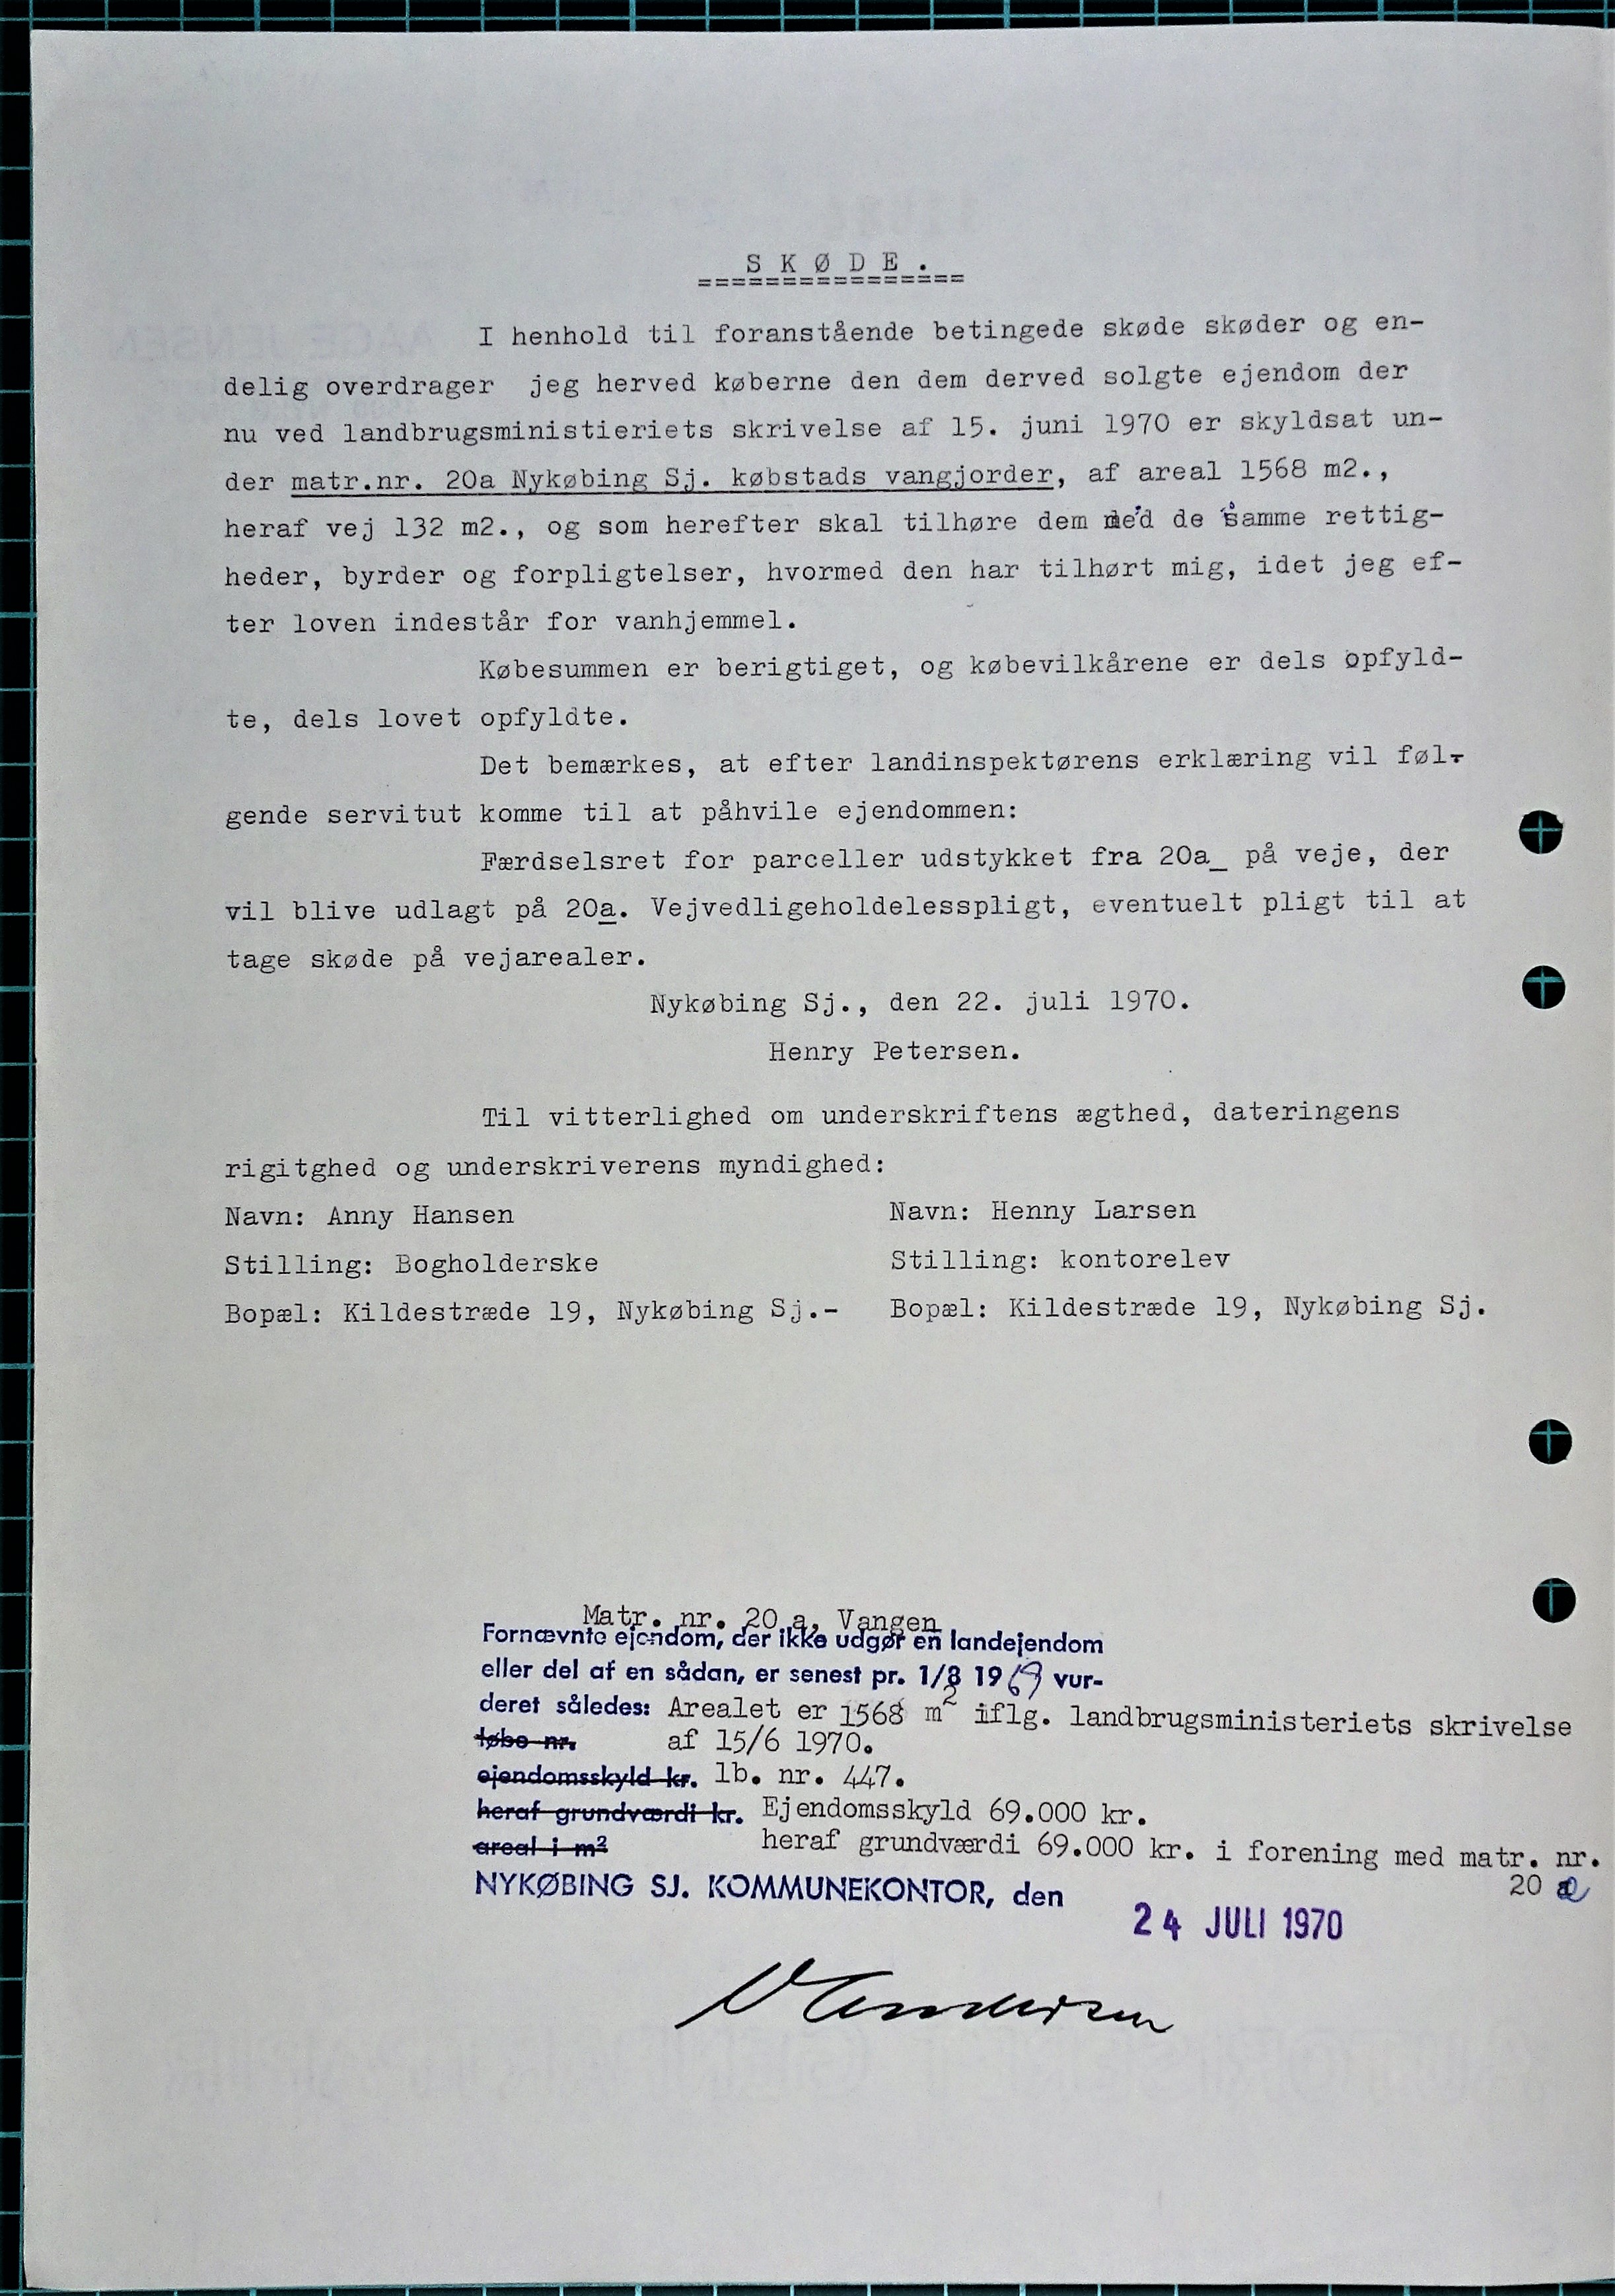 S K Ø D E .
================
I henhold til foranstående betingede skøde skøder og en-
delig overdrager jeg herved køberne den dem derved solgte ejendom der
nu ved landbrugsministieriets skrivelse af 15. juni 1970 er skyldsat un-
der matr.nr. 20a Nykøbing Sj. købstads vangjorder, af areal 1568 m2.,
heraf vej 132 m2., og som herefter skal tilhøre dem med de samme rettig-
heder, byrder og forpligtelser, hvormed den har tilhørt mig, idet jeg ef-
ter loven indestår for vanhjemmel.
Købesummen er berigtiget, og købevilkårene er dels opfyld-
te, dels lovet opfyldte.
Det bemærkes, at efter landinspektørens erklæring vil føl-
gende servitut komme til at påhvile ejendommen:
Færdselsret for parceller udstykket fra 20a_ på veje, der
vil blive udlagt på 20a. Vejvedligeholdelesspligt, eventuelt pligt til at
tage skøde på vejarealer.
Nykøbing Sj., den 22. juli 1970.
Henry Petersen.
Til vitterlighed om underskriftens ægthed, dateringens
rigitghed og underskriverens myndighed:
Navn: Anny Hansen Navn: Henny Larsen
Stilling: Bogholderske Stilling: kontorelev
Bopæl: Kildestræde 19, Nykøbing Sj.- Bopæl: Kildestræde 19, Nykøbing Sj.
Matr. nr. 20 a, Vangen
Fornævnte ejendom, der ikke udgør en landejendom
eller del af en sådan, er senest pr. 1/8 1969 vur-
deret således: Arealet er 1568 m2 iflg. landbrugsministeriets skrivelse
løbe nr. af 15/6 1970.
ejendomsskyld kr. lb. nr. 447.
heraf grundværdi kr. Ejendomsskyld 69.000 kr.
areal i m² heraf grundværdi 69.000 kr. i forening med matr. nr.
20
NYKØBING SJ. KOMMUNEKONTOR, den
24 JULI 1970
V Andersen